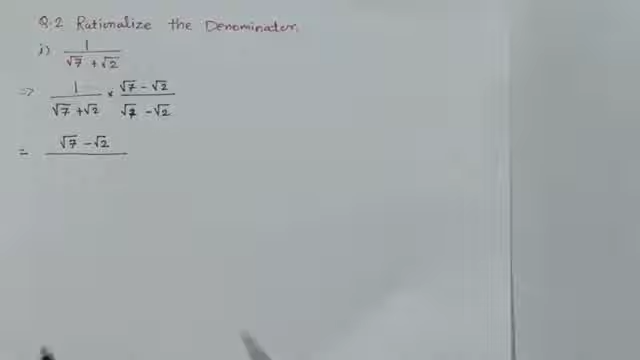 Q.2 Rationalize the Denominator.
i) 1/(√7 + √2)
=> 1/(√7 + √2) × (√7 - √2)/(√7 - √2)
= √7 - √2